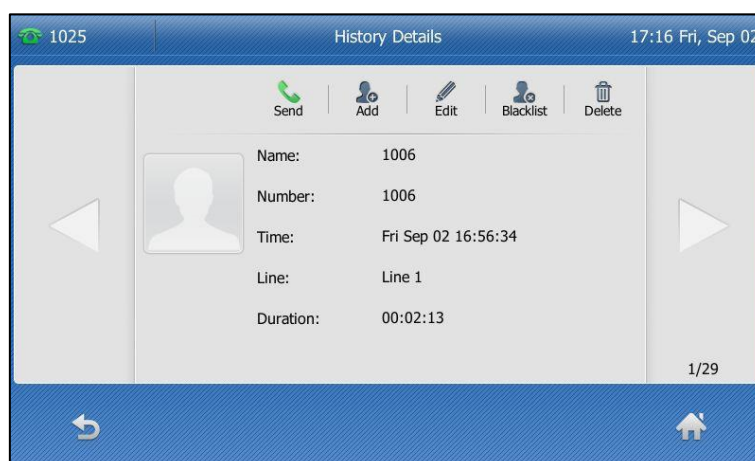 1025 History Details 17:16 Fri, Sep 02
Send Add Edit Blacklist Delete
Name: 1006
Number: 1006
Time: Fri Sep 02 16:56:34
Line: Line 1
Duration: 00:02:13
1/29